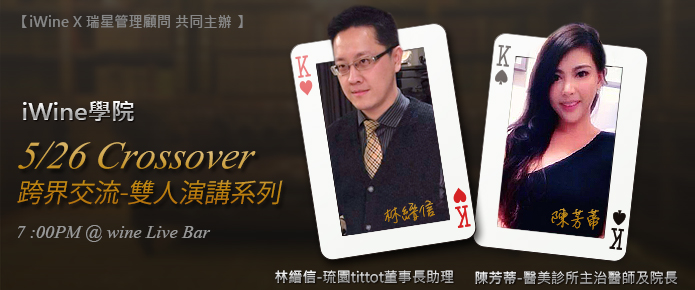 【 iWine X 瑞星管理顧問 共同主辦 】
iWine學院
5/26 Crossover
跨界交流-雙人演講系列
7 :00PM @ wine Live Bar
K
林縉信
K
林縉信-琉園tittot董事長助理
K
陳芳蒂
K
陳芳蒂-醫美診所主治醫師及院長